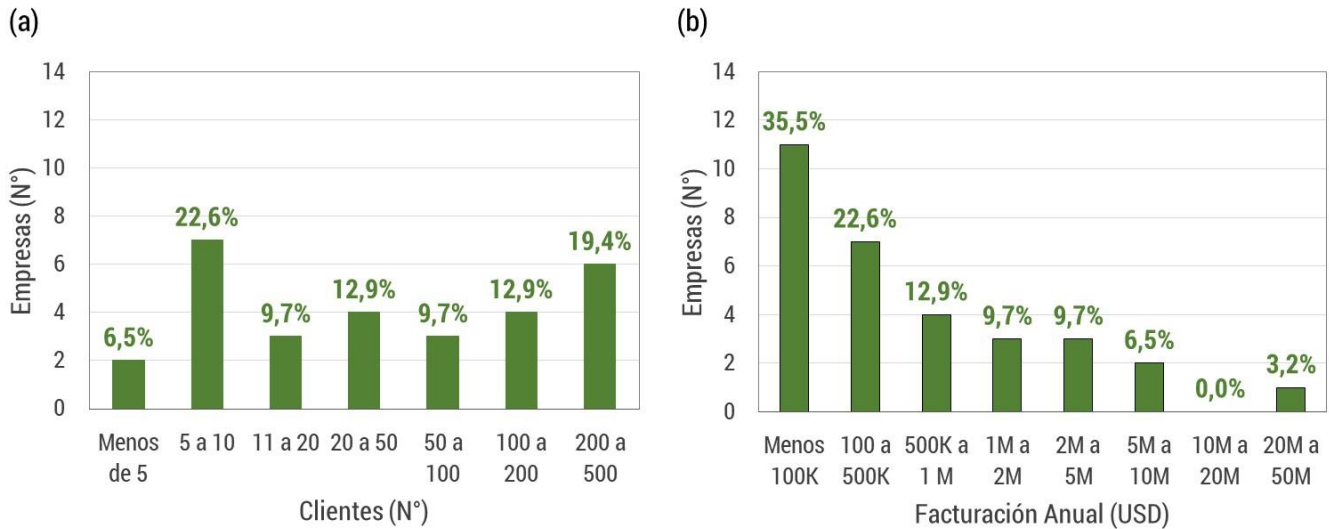 (a)
Empresas (N°)
14
12
10
8
6
4
2
0
6,5%
22,6%
9,7%
12,9%
9,7%
12,9%
19,4%
Menos
de 5
5 a 10
11 a 20
20 a 50
50 a
100
100 a
200
200 a
500
Clientes (N°)
(b)
Empresas (N°)
14
12
10
8
6
4
2
0
35,5%
22,6%
12,9%
9,7%
9,7%
6,5%
0,0%
3,2%
Menos
100K
100 a
500K
500K a
1 M
1M a
2M
2M a
5M
5M a
10M
10M a
20M
20M a
50M
Facturación Anual (USD)